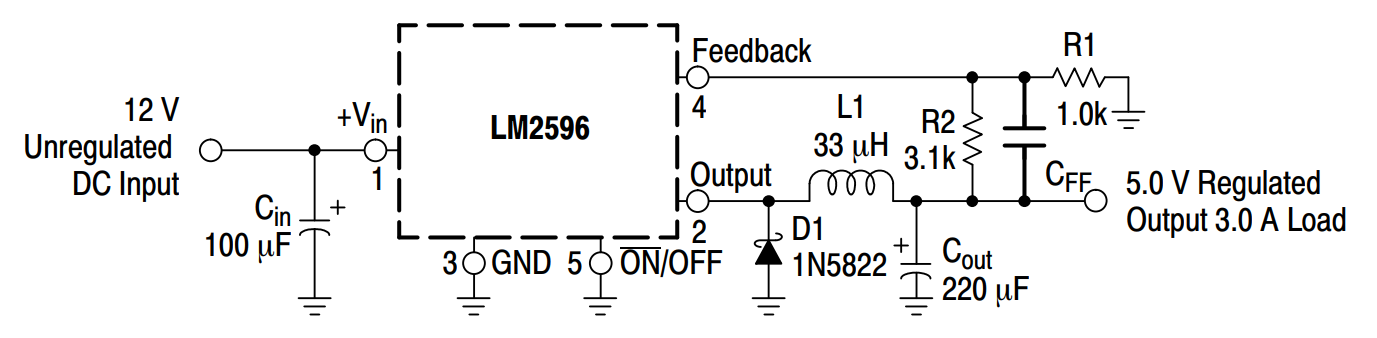 12 V
Unregulated
DC Input
+Vin
1
Cin
+
100 µF
LM2596
Feedback
4
Output
2
3 GND
5 ON/OFF
L1
33 µH
D1
1N5822
R2
3.1k
R1
1.0k
CFF
+
Cout
220 µF
5.0 V Regulated
Output 3.0 A Load